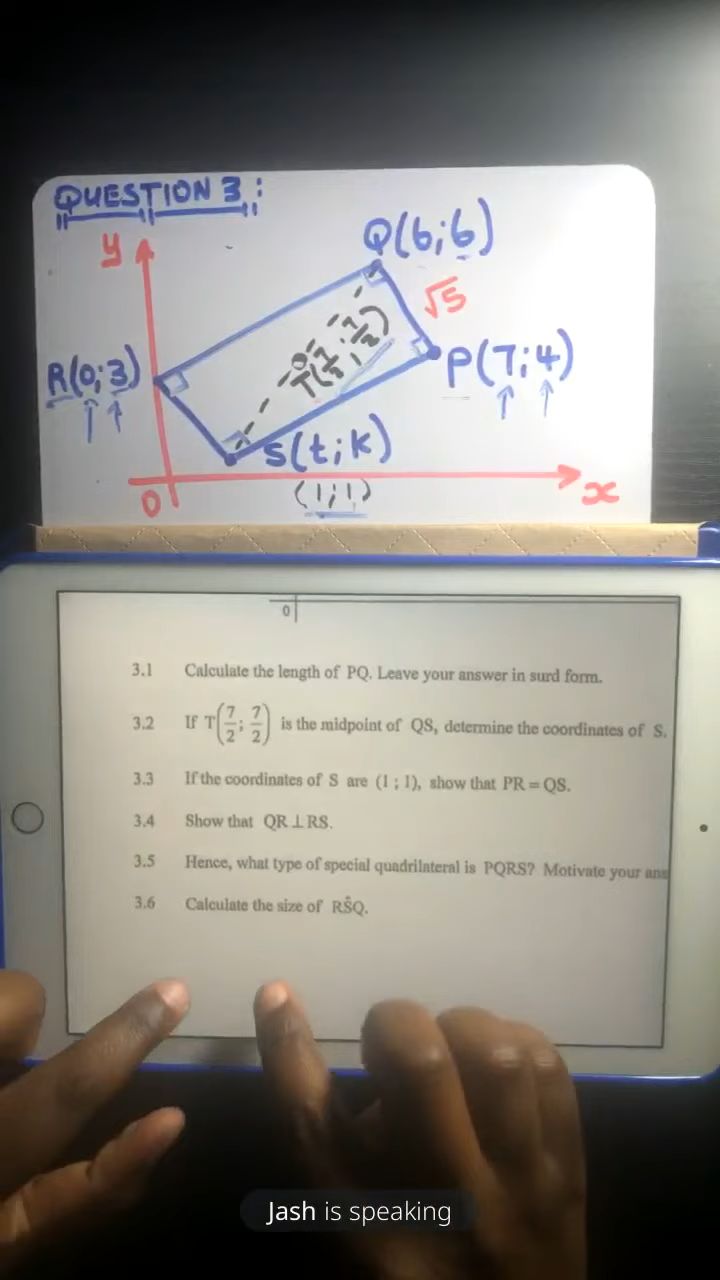 QUESTION 3:
y
Q(6;6)
√5
R(0;3)
T(7/2;7/2)
P(7;4)
S(t;k)
(1;1)
0
x
0
3.1 Calculate the length of PQ. Leave your answer in surd form.
3.2 If T(7/2;7/2) is the midpoint of QS, determine the coordinates of S.
3.3 If the coordinates of S are (1;1), show that PR = QS.
3.4 Show that QR ⊥ RS.
3.5 Hence, what type of special quadrilateral is PQRS? Motivate your ans
3.6 Calculate the size of RŜQ.
Jash is speaking